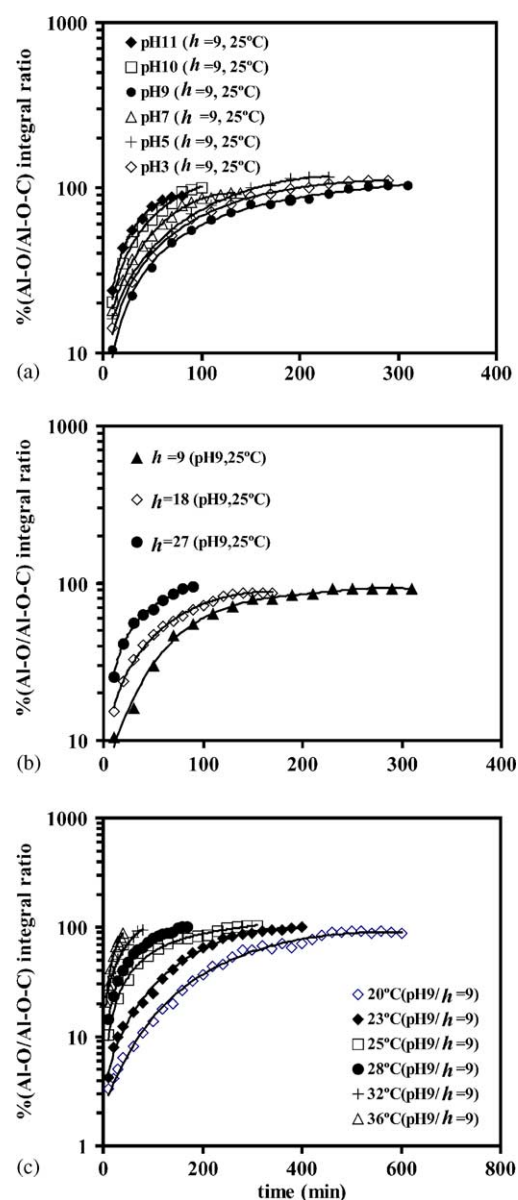 1000
pH11 (h =9, 25ºC)
pH10 (h =9, 25ºC)
pH9 (h =9, 25ºC)
pH7 (h =9, 25ºC)
pH5 (h =9, 25ºC)
pH3 (h =9, 25ºC)
100
10
%(Al-O/Al-O-C) integral ratio
(a)
0 100 200 300 400
1000
h =9 (pH9,25ºC)
h=18 (pH9,25ºC)
h=27 (pH9,25ºC)
100
10
%(Al-O/Al-O-C) integral ratio
(b)
0 100 200 300 400
1000
100
20ºC(pH9/h =9)
23ºC(pH9/h =9)
25ºC(pH9/h =9)
28ºC(pH9/h =9)
32ºC(pH9/h =9)
36ºC(pH9/h =9)
10
1
%(Al-O/Al-O-C) integral ratio
(c)
0 200 400 600 800
time (min)